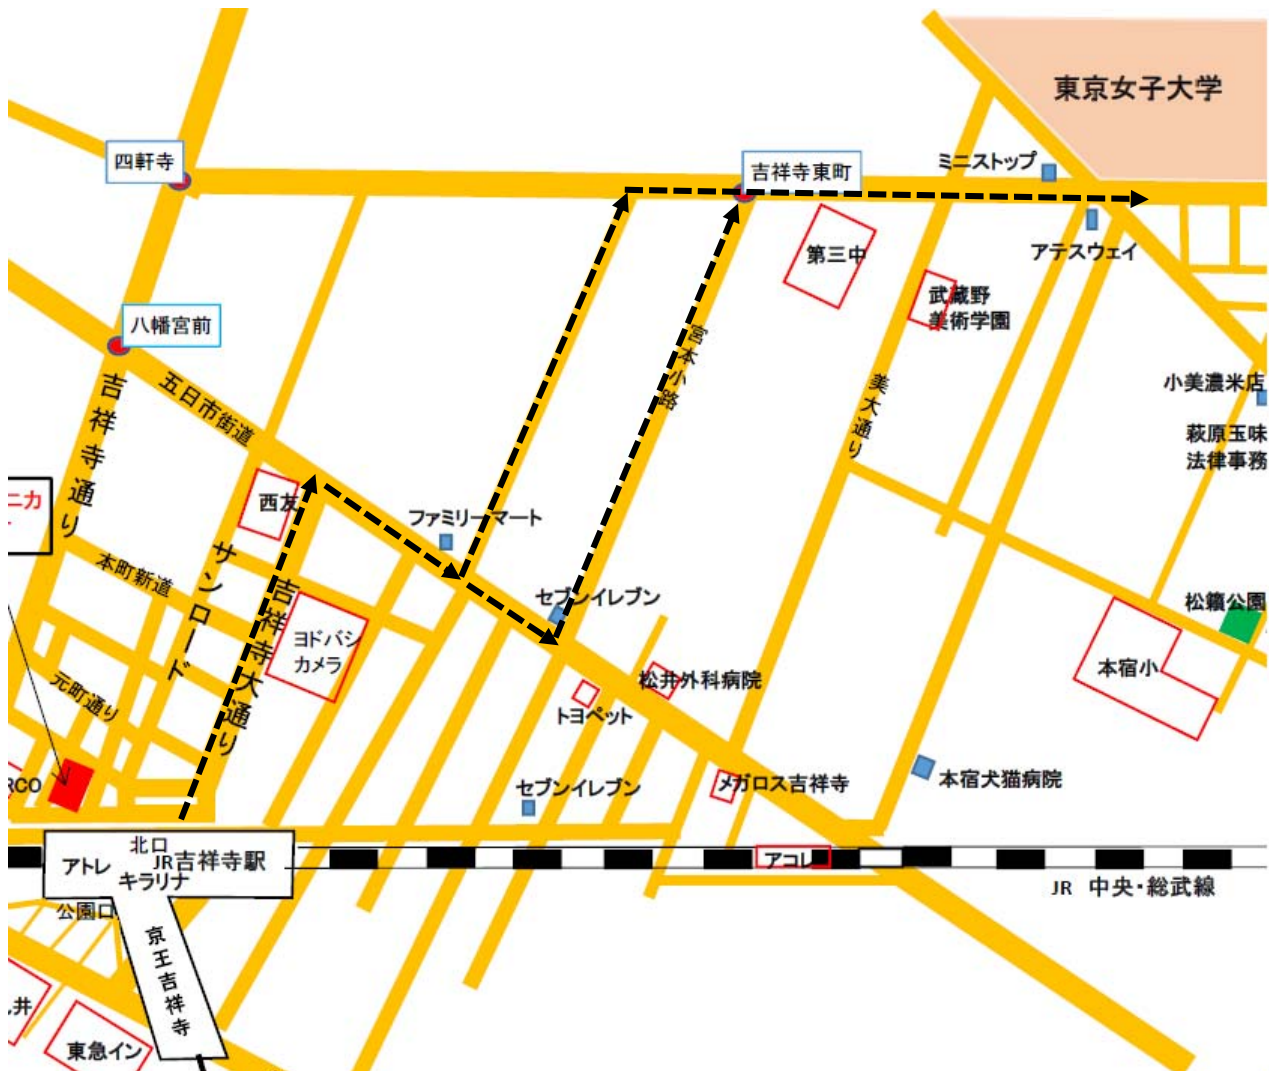 東京女子大学
ミニストップ
四軒寺
吉祥寺東町
アテスウェイ
第三中
武蔵野
美術学園
八幡宮前
宮本小路
五日市街道
吉祥寺通り
美大通り
小美濃米店
萩原玉味
法律事務
西友
ファミリーマート
サンロード
本町新道
吉祥寺大通り
ヨドバシ
カメラ
セブンイレブン
松籟公園
本宿小
松井外科病院
トヨペット
元町通り
メガロス吉祥寺
本宿犬猫病院
セブンイレブン
RCO
北口
アトレ
JR吉祥寺駅
キラリナ
アコレ
JR 中央・総武線
公園口
京王吉祥寺
井
東急イン